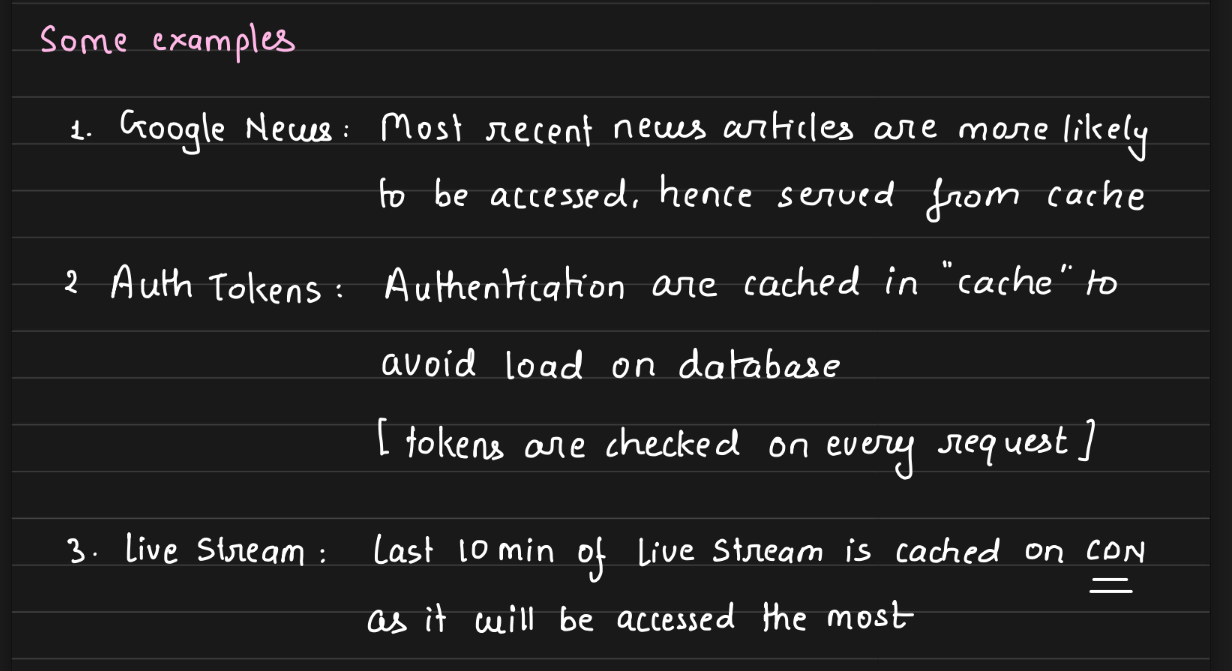 Some examples
1. Google News: Most recent news articles are more likely
to be accessed, hence served from cache
2 Auth Tokens: Authentication are cached in "cache" to
avoid load on database
[tokens are checked on every request]
3. Live Stream: Last 10 min of Live Stream is cached on CDN
as it will be accessed the most